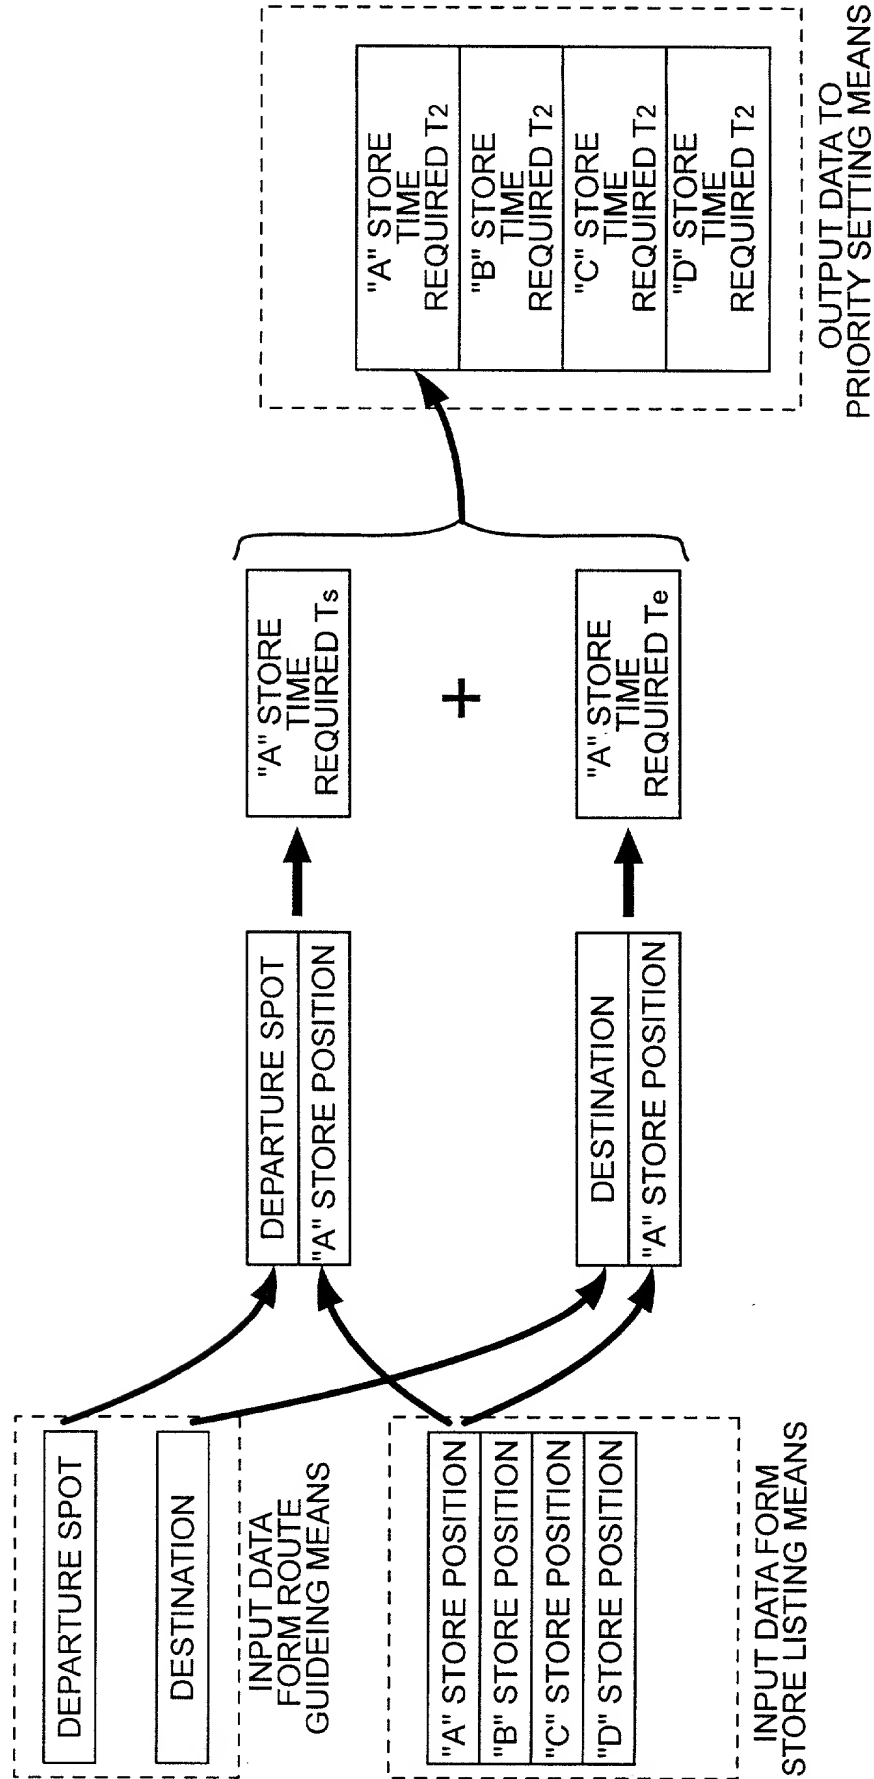 DEPARTURE SPOT
DESTINATION
INPUT DATA
FORM ROUTE
GUIDEING MEANS
"A" STORE POSITION
"B" STORE POSITION
"C" STORE POSITION
"D" STORE POSITION
INPUT DATA FORM
STORE LISTING MEANS
DEPARTURE SPOT
"A" STORE POSITION
DESTINATION
"A" STORE POSITION
"A" STORE
TIME
REQUIRED Ts
+
"A" STORE
TIME
REQUIRED Te
"A" STORE
TIME
REQUIRED T2
"B" STORE
TIME
REQUIRED T2
"C" STORE
TIME
REQUIRED T2
"D" STORE
TIME
REQUIRED T2
OUTPUT DATA TO
PRIORITY SETTING MEANS